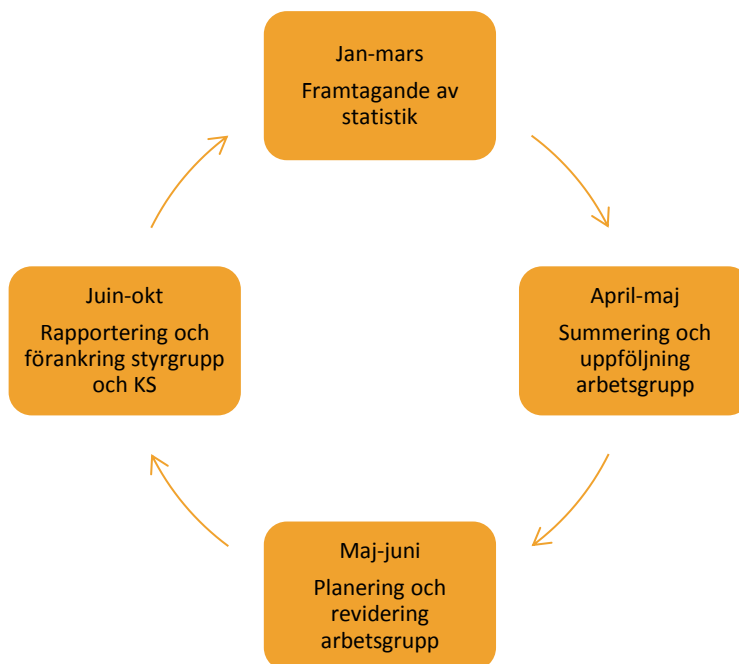 Jan-mars
Framtagande av
statistik
April-maj
Summering och
uppföljning
arbetsgrupp
Maj-juni
Planering och
revidering
arbetsgrupp
Juin-okt
Rapportering och
förankring styrgrupp
och KS